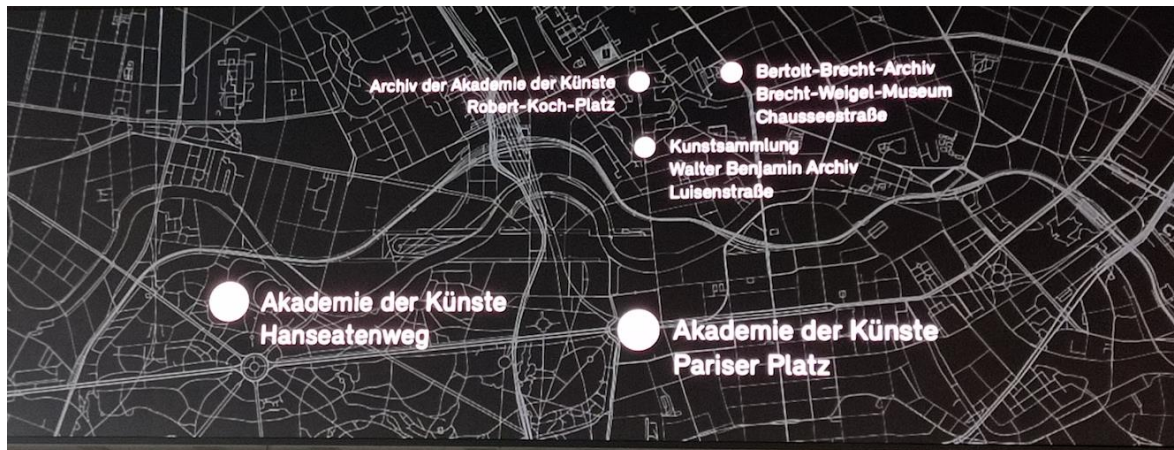 Archiv der Akademie der Künste
Robert-Koch-Platz
Bertolt-Brecht-Archiv
Brecht-Weigel-Museum
Chausseestraße
Kunstsammlung
Walter Benjamin Archiv
Luisenstraße
Akademie der Künste
Hanseatenweg
Akademie der Künste
Pariser Platz